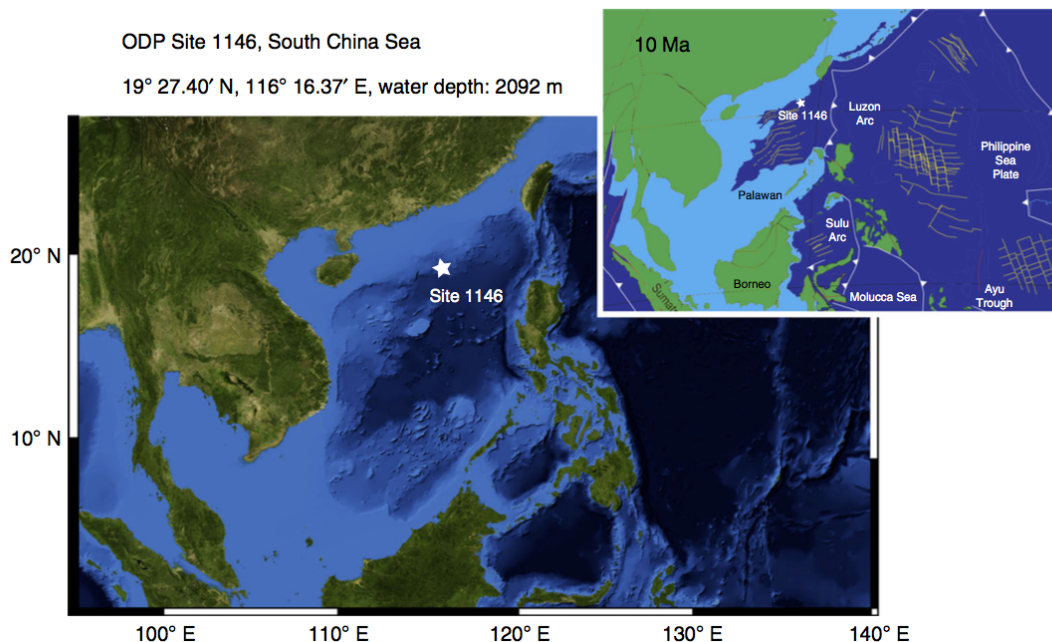 ODP Site 1146, South China Sea
19° 27.40′ N, 116° 16.37′ E, water depth: 2092 m
10 Ma
Site 1146
Luzon
Arc
Philippine
Sea
Plate
Palawan
Sulu
Arc
Borneo
Molucca Sea
Ayu
Trough
20° N
Site 1146
10° N
100° E
110° E
120° E
130° E
140° E